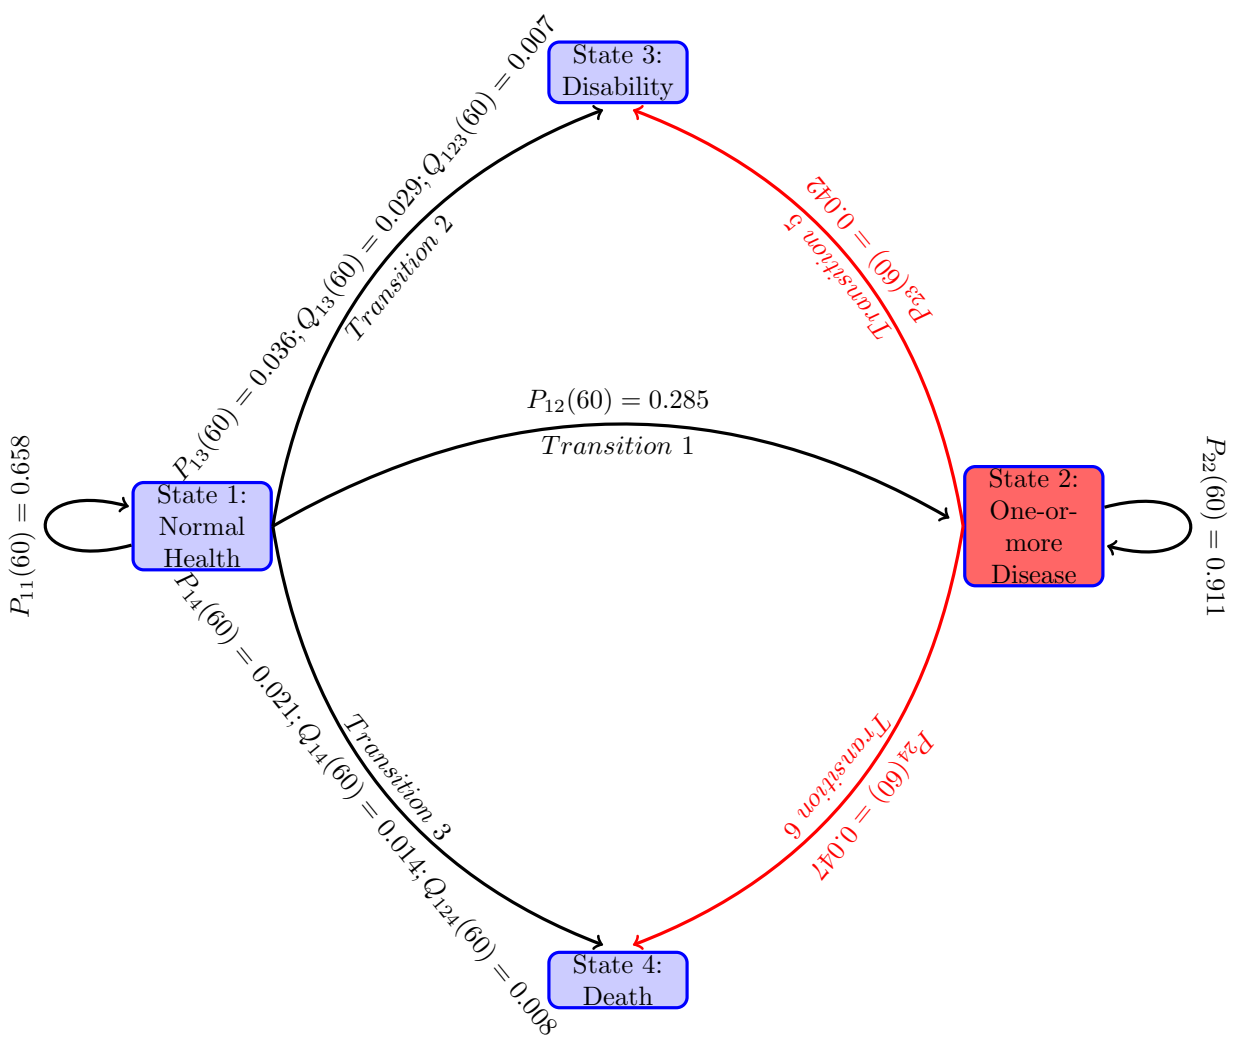 State 3:
Disability
P₁₃(60) = 0.036; Q₁₃(60) = 0.029; Q₁₂₃(60) = 0.007
Transition 2
P₂₃(60) = 0.042
Transition 5
P₁₂(60) = 0.285
Transition 1
P₁₁(60) = 0.658
State 1:
Normal
Health
State 2:
One-or-
more
Disease
P₂₂(60) = 0.911
P₁₄(60) = 0.021; Q₁₄(60) = 0.014; Q₁₂₄(60) = 0.008
Transition 3
P₂₄(60) = 0.047
Transition 6
State 4:
Death